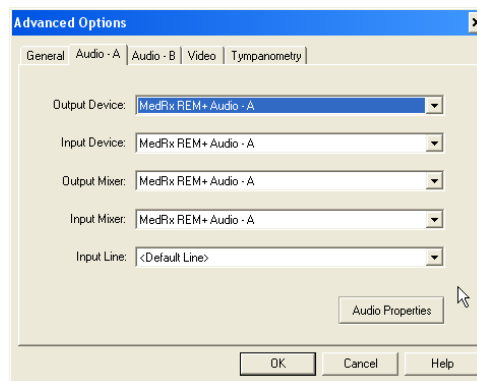 Advanced Options
General Audio - A Audio - B Video Tympanometry
Output Device: MedRx REM+ Audio - A
Input Device: MedRx REM+ Audio - A
Output Mixer: MedRx REM+ Audio - A
Input Mixer: MedRx REM+ Audio - A
Input Line: <Default Line>
Audio Properties
OK Cancel Help